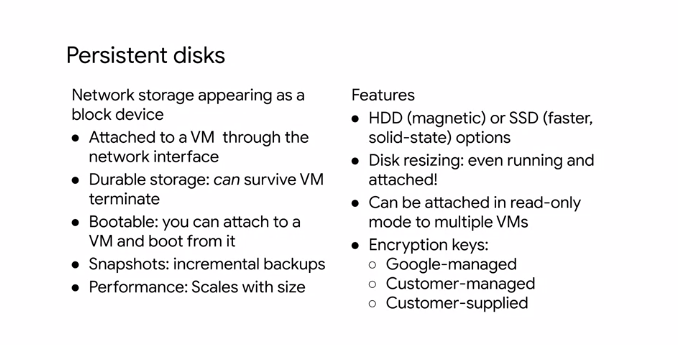 Persistent disks
Network storage appearing as a
block device
• Attached to a VM through the
network interface
• Durable storage: can survive VM
terminate
• Bootable: you can attach to a
VM and boot from it
• Snapshots: incremental backups
• Performance: Scales with size
Features
• HDD (magnetic) or SSD (faster,
solid-state) options
• Disk resizing: even running and
attached!
• Can be attached in read-only
mode to multiple VMs
• Encryption keys:
○ Google-managed
○ Customer-managed
○ Customer-supplied